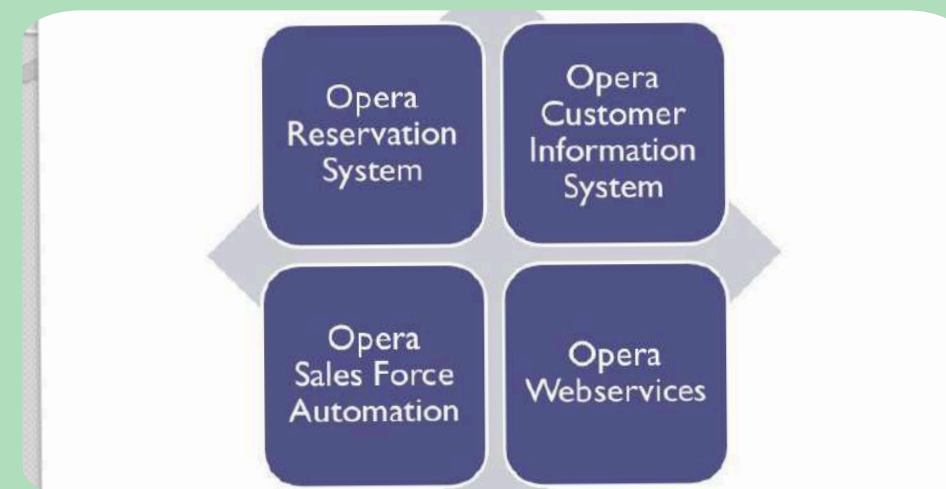 Opera
Reservation
System
Opera
Customer
Information
System
Opera
Sales Force
Automation
Opera
Webservices